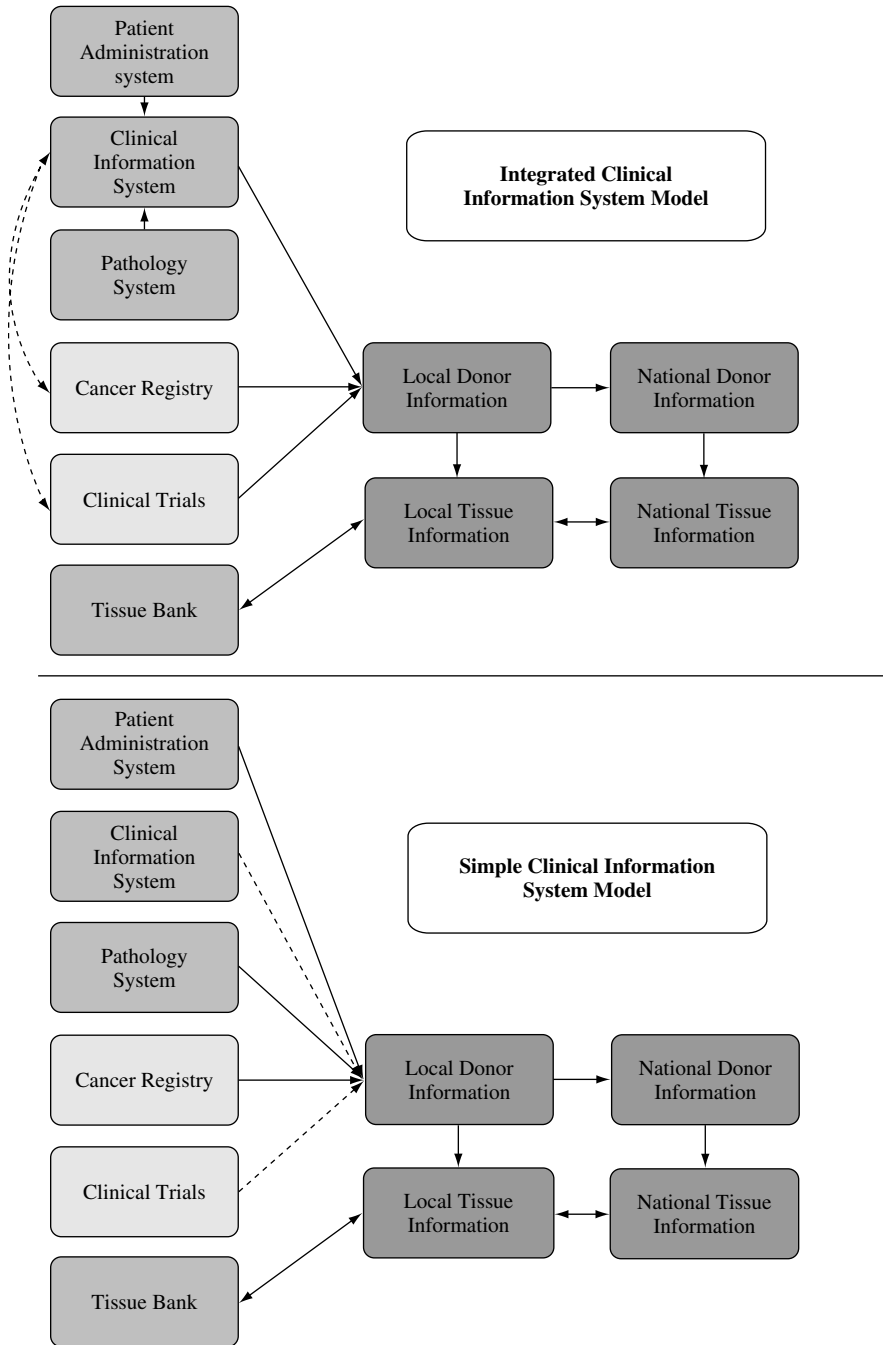 Patient
Administration
system
Clinical
Information
System
Integrated Clinical
Information System Model
Pathology
System
Cancer Registry
Local Donor
Information
National Donor
Information
Clinical Trials
Local Tissue
Information
National Tissue
Information
Tissue Bank
Patient
Administration
System
Clinical
Information
System
Simple Clinical Information
System Model
Pathology
System
Cancer Registry
Local Donor
Information
National Donor
Information
Clinical Trials
Local Tissue
Information
National Tissue
Information
Tissue Bank